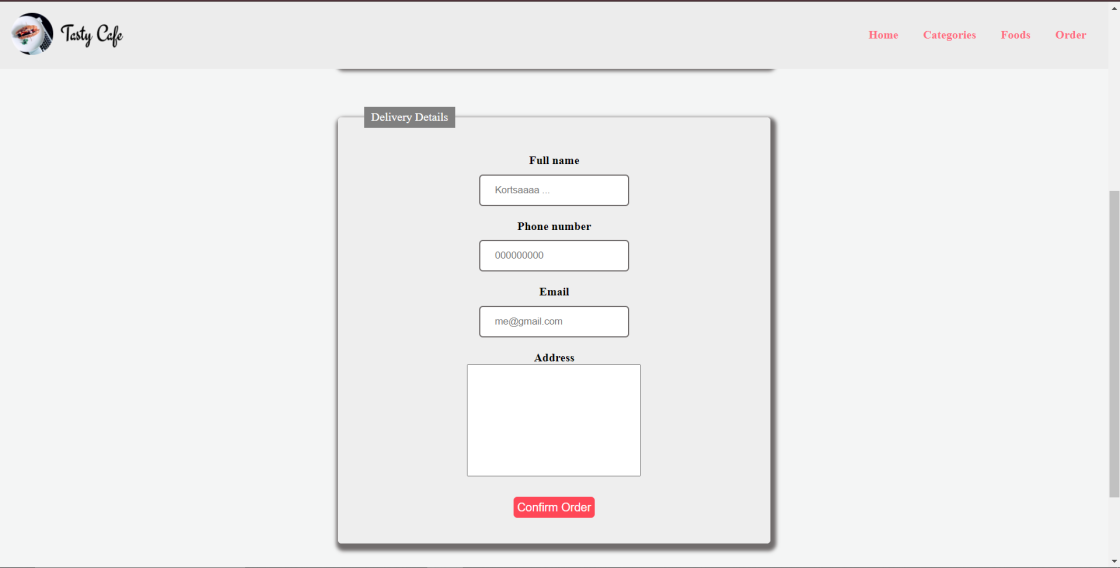 Tasty Cafe
Home Categories Foods Order
Delivery Details
Full name
Kortsaaaa ...
Phone number
000000000
Email
me@gmail.com
Address
Confirm Order